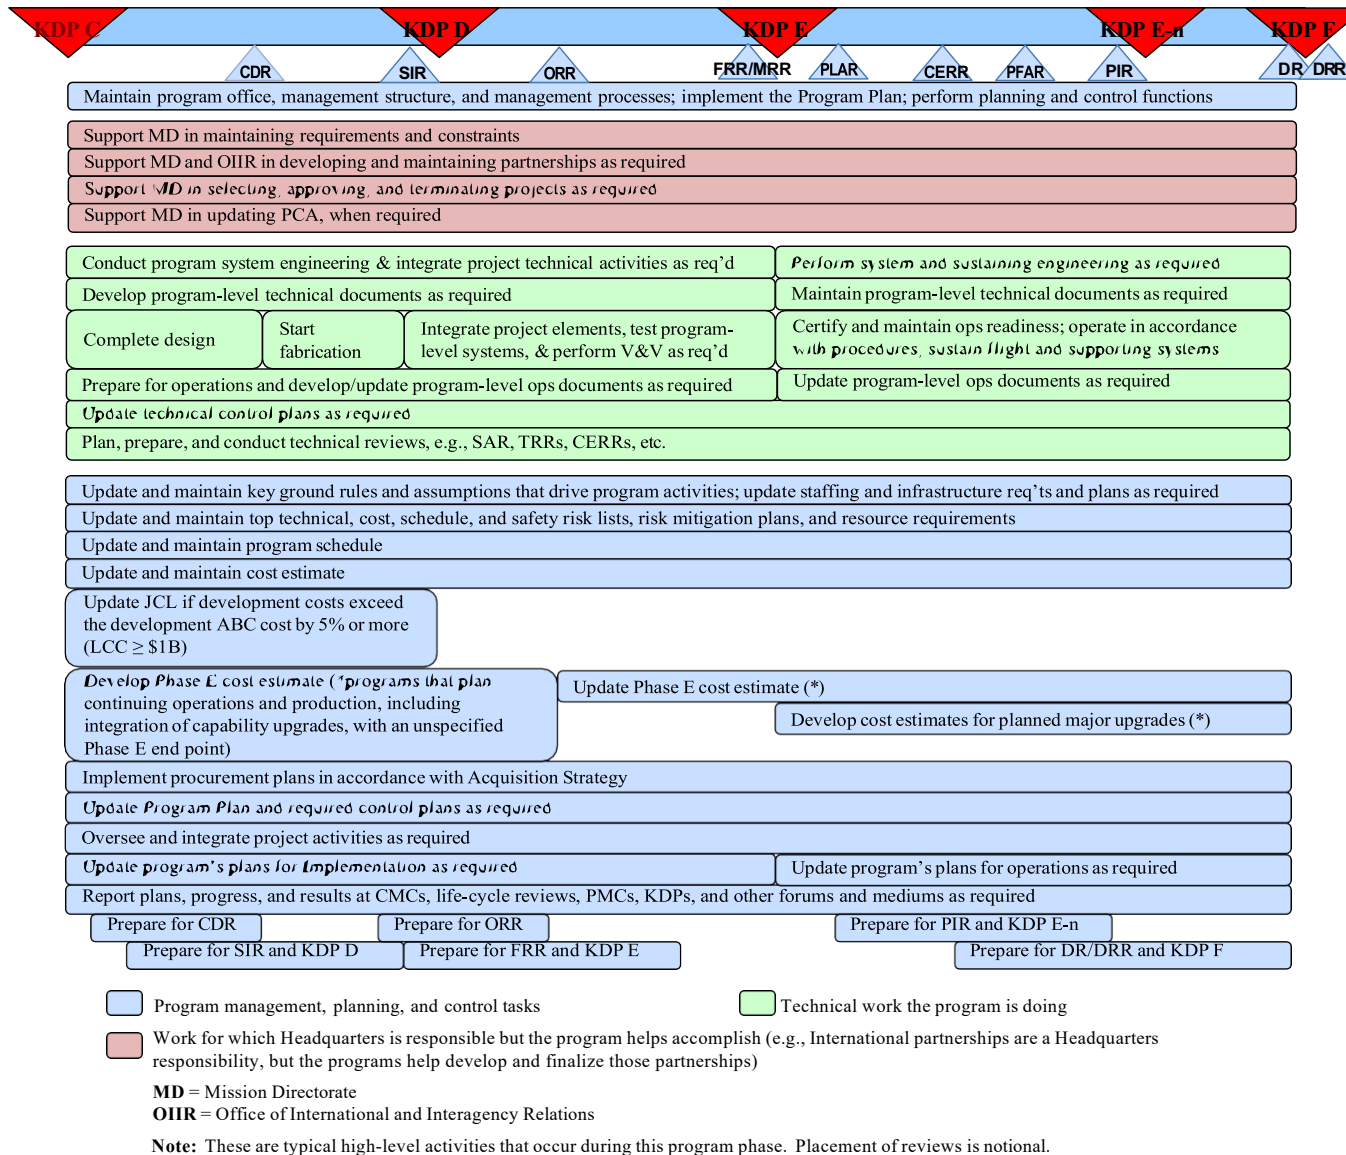 KDP C
KDP D
KDP E
KDP E-n
KDP F
CDR
SIR
ORR
FRR/MRR
PLAR
CERR
PFAR
PIR
DR
DRR
Maintain program office, management structure, and management processes; implement the Program Plan; perform planning and control functions
Support MD in maintaining requirements and constraints
Support MD and OIIR in developing and maintaining partnerships as required
Support MD in selecting, approving, and terminating projects as required
Support MD in updating PCA, when required
Conduct program system engineering & integrate project technical activities as req'd
Perform system and sustaining engineering as required
Develop program-level technical documents as required
Maintain program-level technical documents as required
Complete design
Start
fabrication
Integrate project elements, test program-
level systems, & perform V&V as req'd
Certify and maintain ops readiness; operate in accordance
with procedures, sustain flight and supporting systems
Prepare for operations and develop/update program-level ops documents as required
Update program-level ops documents as required
Update technical control plans as required
Plan, prepare, and conduct technical reviews, e.g., SAR, TRRs, CERRs, etc.
Update and maintain key ground rules and assumptions that drive program activities; update staffing and infrastructure req'ts and plans as required
Update and maintain top technical, cost, schedule, and safety risk lists, risk mitigation plans, and resource requirements
Update and maintain program schedule
Update and maintain cost estimate
Update JCL if development costs exceed
the development ABC cost by 5% or more
(LCC ≥ $1B)
Develop Phase E cost estimate (*programs that plan
continuing operations and production, including
integration of capability upgrades, with an unspecified
Phase E end point)
Update Phase E cost estimate (*)
Develop cost estimates for planned major upgrades (*)
Implement procurement plans in accordance with Acquisition Strategy
Update Program Plan and required control plans as required
Oversee and integrate project activities as required
Update program's plans for Implementation as required
Update program's plans for operations as required
Report plans, progress, and results at CMCs, life-cycle reviews, PMCs, KDPs, and other forums and mediums as required
Prepare for CDR
Prepare for ORR
Prepare for PIR and KDP E-n
Prepare for SIR and KDP D
Prepare for FRR and KDP E
Prepare for DR/DRR and KDP F
Program management, planning, and control tasks
Technical work the program is doing
Work for which Headquarters is responsible but the program helps accomplish (e.g., International partnerships are a Headquarters
responsibility, but the programs help develop and finalize those partnerships)
MD = Mission Directorate
OIIR = Office of International and Interagency Relations
Note: These are typical high-level activities that occur during this program phase. Placement of reviews is notional.